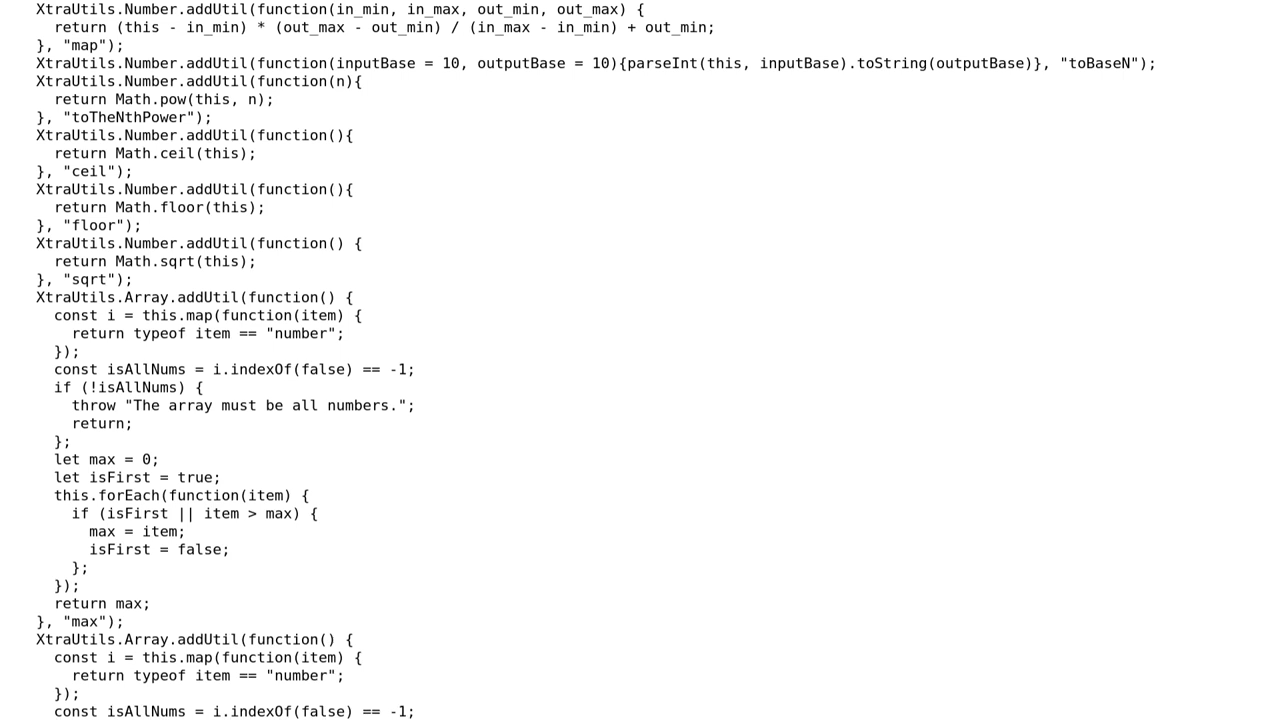 XtraUtils.Number.addUtil(function(in_min, in_max, out_min, out_max) {
  return (this - in_min) * (out_max - out_min) / (in_max - in_min) + out_min;
}, "map");
XtraUtils.Number.addUtil(function(inputBase = 10, outputBase = 10){parseInt(this, inputBase).toString(outputBase)}, "toBaseN");
XtraUtils.Number.addUtil(function(n){
  return Math.pow(this, n);
}, "toTheNthPower");
XtraUtils.Number.addUtil(function(){
  return Math.ceil(this);
}, "ceil");
XtraUtils.Number.addUtil(function(){
  return Math.floor(this);
}, "floor");
XtraUtils.Number.addUtil(function() {
  return Math.sqrt(this);
}, "sqrt");
XtraUtils.Array.addUtil(function() {
  const i = this.map(function(item) {
    return typeof item == "number";
  });
  const isAllNums = i.indexOf(false) == -1;
  if (!isAllNums) {
    throw "The array must be all numbers.";
    return;
  };
  let max = 0;
  let isFirst = true;
  this.forEach(function(item) {
    if (isFirst || item > max) {
      max = item;
      isFirst = false;
    };
  });
  return max;
}, "max");
XtraUtils.Array.addUtil(function() {
  const i = this.map(function(item) {
    return typeof item == "number";
  });
  const isAllNums = i.indexOf(false) == -1;